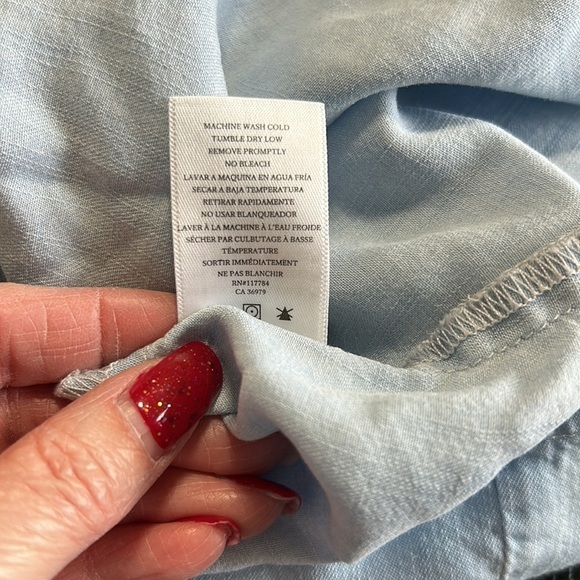 MACHINE WASH COLD
TUMBLE DRY LOW
REMOVE PROMPTLY
NO BLEACH
LAVAR A MAQUINA EN AGUA FRÍA
SECAR A BAJA TEMPERATURA
RETIRAR RAPIDAMENTE
NO USAR BLANQUEADOR
LAVER À LA MACHINE À L'EAU FROIDE
SÉCHER PAR CULBUTAGE À BASSE
TÉMPÉRATURE
SORTIR IMMÉDIATEMENT
NE PAS BLANCHIR
RN#117784
CA 36979